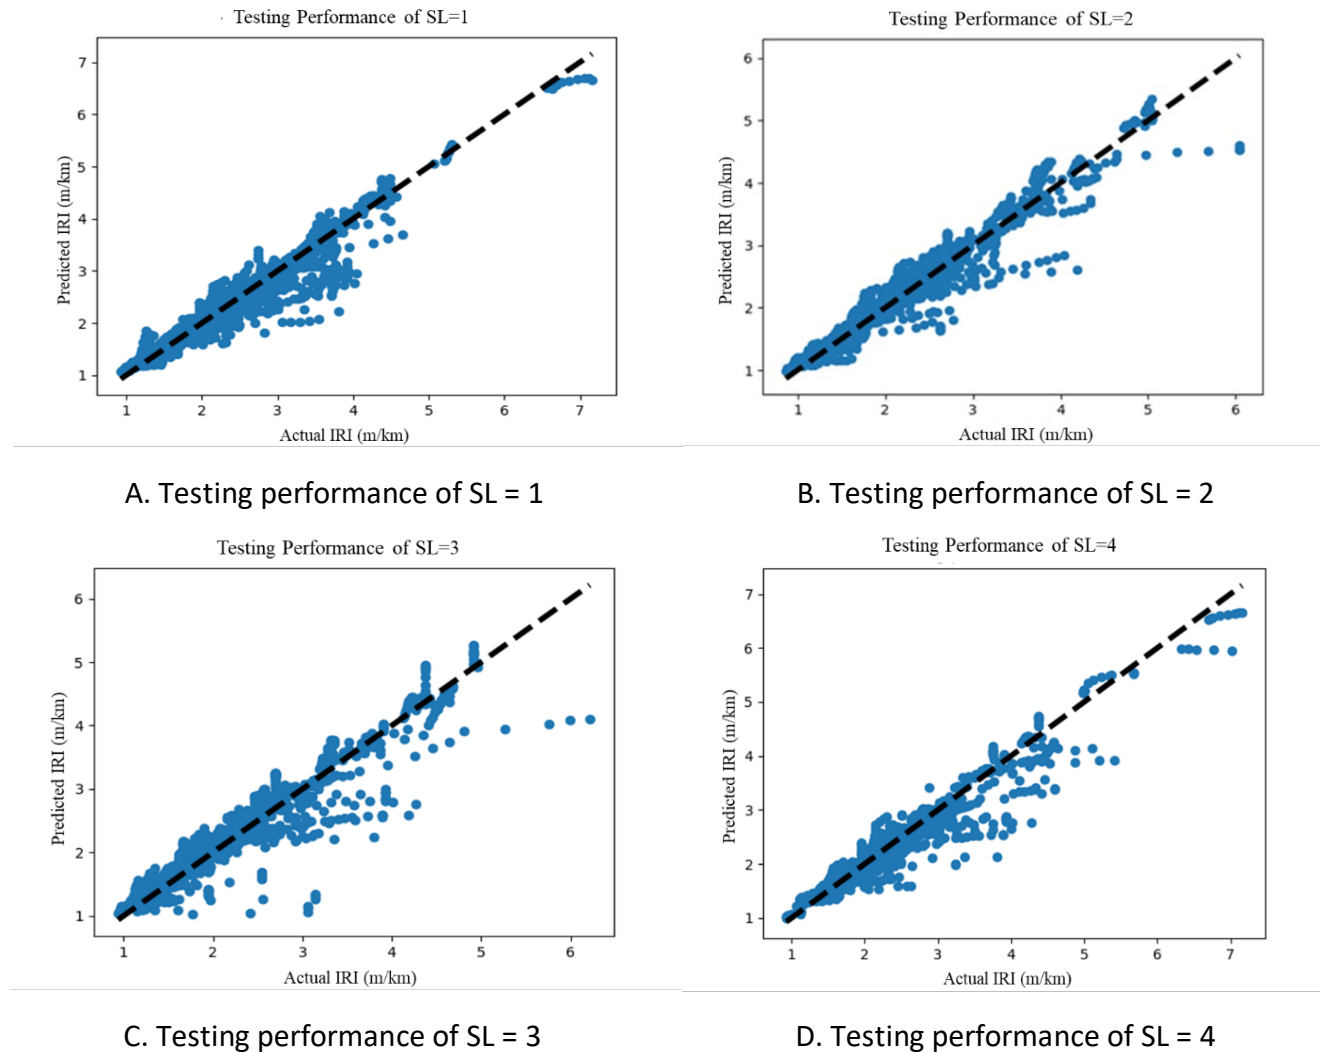 Testing Performance of SL=1
7
6
5
4
3
2
1
Predicted IRI (m/km)
1 2 3 4 5 6 7
Actual IRI (m/km)
A. Testing performance of SL = 1
Testing Performance of SL=2
6
5
4
3
2
1
Predicted IRI (m/km)
1 2 3 4 5 6
Actual IRI (m/km)
B. Testing performance of SL = 2
Testing Performance of SL=3
6
5
4
3
2
1
Predicted IRI (m/km)
1 2 3 4 5 6
Actual IRI (m/km)
C. Testing performance of SL = 3
Testing Performance of SL=4
7
6
5
4
3
2
1
Predicted IRI (m/km)
1 2 3 4 5 6 7
Actual IRI (m/km)
D. Testing performance of SL = 4